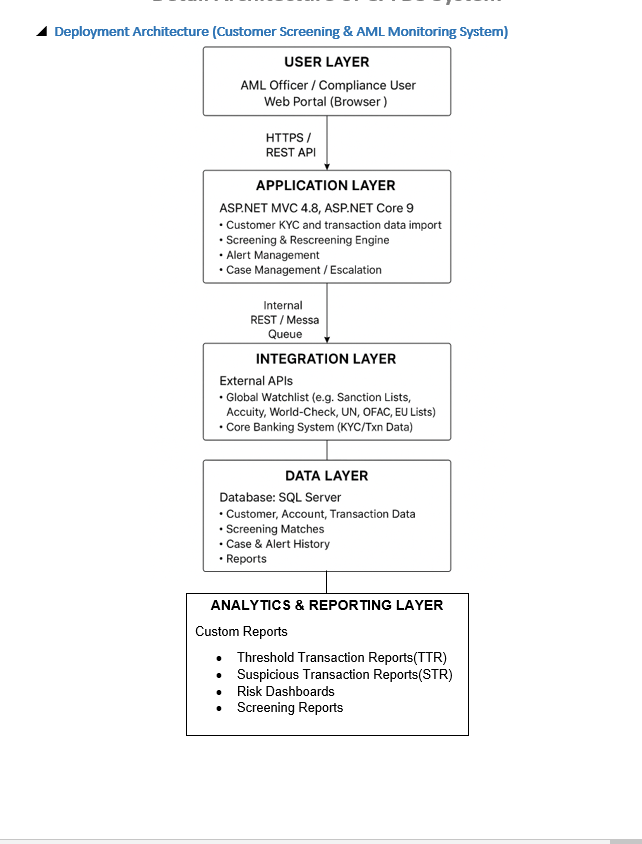 Deployment Architecture (Customer Screening & AML Monitoring System)
USER LAYER
AML Officer / Compliance User
Web Portal (Browser )
HTTPS /
REST API
APPLICATION LAYER
ASP.NET MVC 4.8, ASP.NET Core 9
• Customer KYC and transaction data import
• Screening & Rescreening Engine
• Alert Management
• Case Management / Escalation
Internal
REST / Messa
Queue
INTEGRATION LAYER
External APIs
• Global Watchlist (e.g. Sanction Lists,
Accuity, World-Check, UN, OFAC, EU Lists)
• Core Banking System (KYC/Txn Data)
DATA LAYER
Database: SQL Server
• Customer, Account, Transaction Data
• Screening Matches
• Case & Alert History
• Reports
ANALYTICS & REPORTING LAYER
Custom Reports
• Threshold Transaction Reports(TTR)
• Suspicious Transaction Reports(STR)
• Risk Dashboards
• Screening Reports